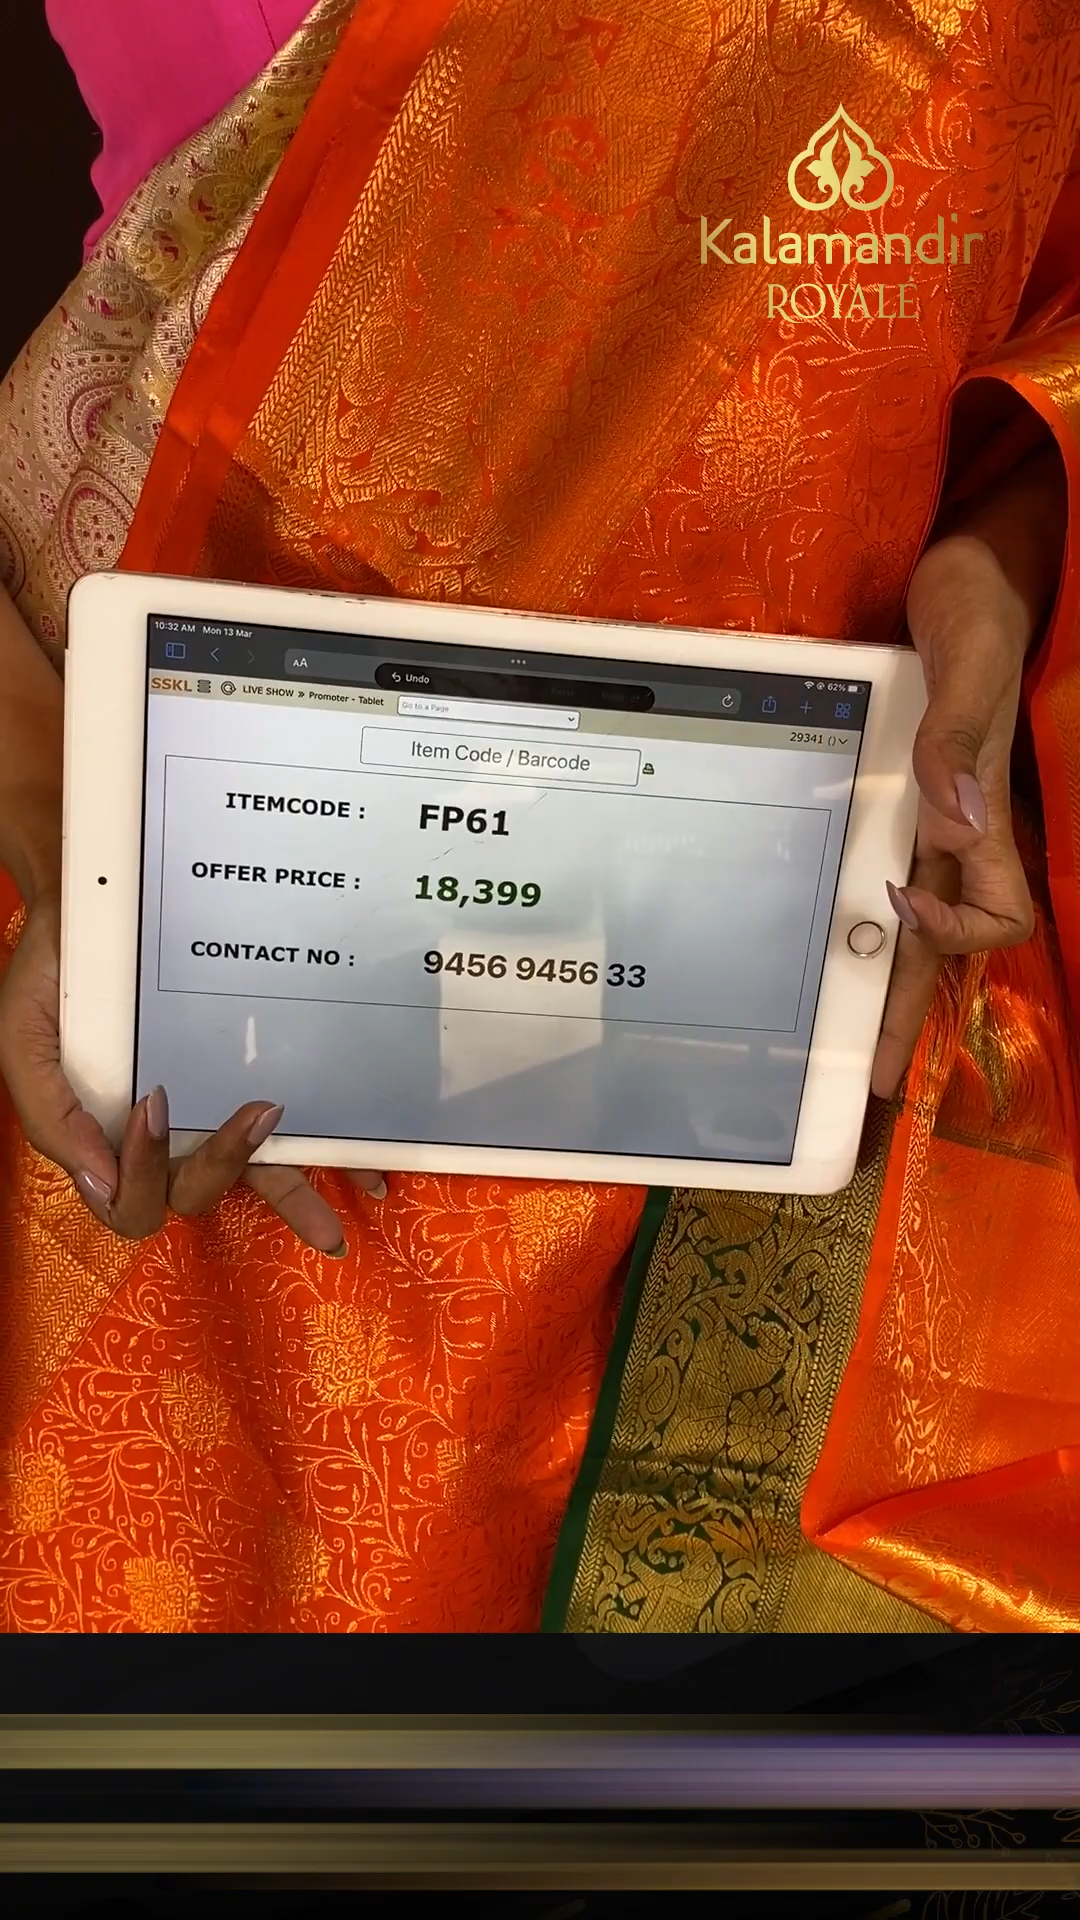 Kalamandir
ROYALE
10:32 AM Mon 13 Mar
62%
AA
Undo
SSKL
LIVE SHOW » Promoter - Tablet
Go to a Page
29341 ()
Item Code / Barcode
ITEMCODE : FP61
OFFER PRICE : 18,399
CONTACT NO : 9456 9456 33